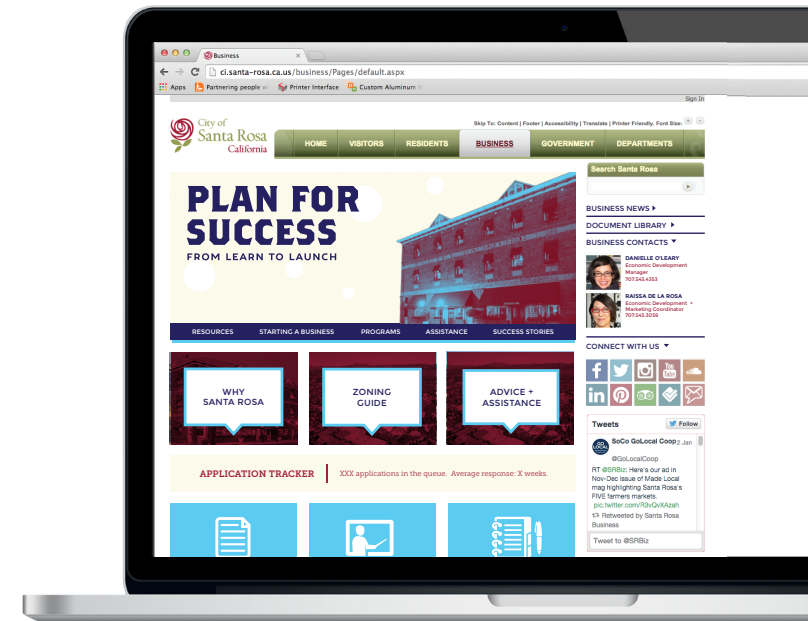 Business
ci.santa-rosa.ca.us/business/Pages/default.aspx
Apps Partnering people Printer Interface Custom Aluminum
Sign In
City of
Santa Rosa
California
Skip To: Content | Footer | Accessibility | Translate | Printer Friendly. Font Size: + -
HOME VISITORS RESIDENTS BUSINESS GOVERNMENT DEPARTMENTS
PLAN FOR
SUCCESS
FROM LEARN TO LAUNCH
RESOURCES STARTING A BUSINESS PROGRAMS ASSISTANCE SUCCESS STORIES
WHY
SANTA ROSA
ZONING
GUIDE
ADVICE +
ASSISTANCE
APPLICATION TRACKER XXX applications in the queue. Average response: X weeks.
Search Santa Rosa
BUSINESS NEWS
DOCUMENT LIBRARY
BUSINESS CONTACTS
DANIELLE O'LEARY
Economic Development
Manager
707.543.4353
RAISSA DE LA ROSA
Economic Development +
Marketing Coordinator
707.543.3059
CONNECT WITH US
f
You
Tube
in
Tweets Follow
GO
LOCAL
SoCo GoLocal Coop 2 Jan
@GoLocalCoop
RT @SRBiz: Here's our ad in
Nov-Dec issue of Made Local
mag highlighting Santa Rosa's
FIVE farmers markets.
pic.twitter.com/R3vQvXAzah
Retweeted by Santa Rosa
Business
Tweet to @SRBiz